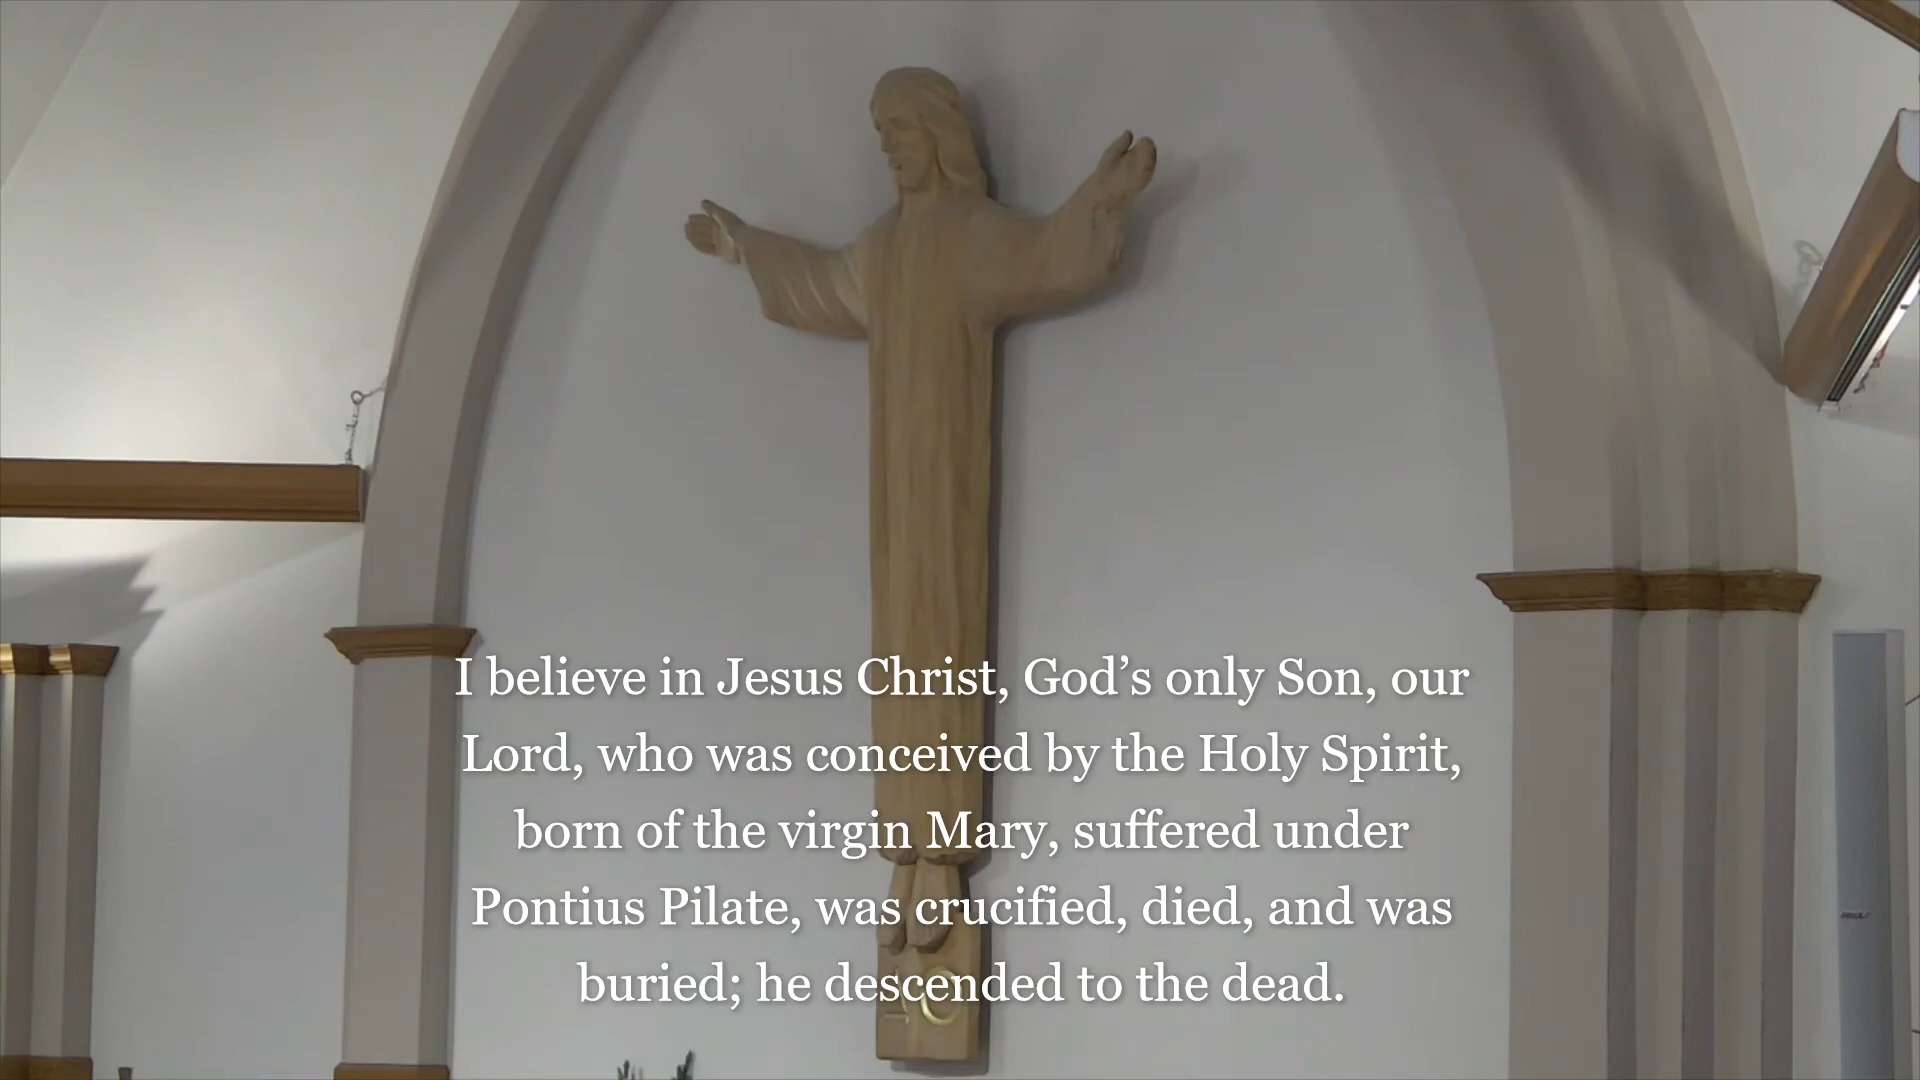 I believe in Jesus Christ, God’s only Son, our
Lord, who was conceived by the Holy Spirit,
born of the virgin Mary, suffered under
Pontius Pilate, was crucified, died, and was
buried; he descended to the dead.